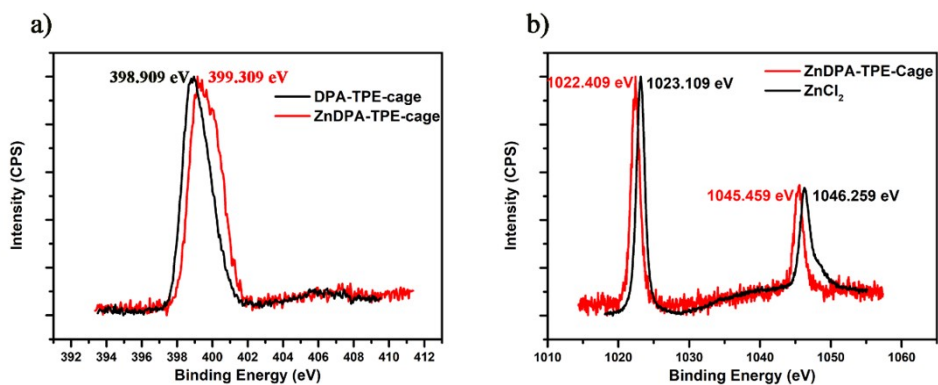 a)
398.909 eV
399.309 eV
DPA-TPE-cage
ZnDPA-TPE-cage
Intensity (CPS)
392 394 396 398 400 402 404 406 408 410 412
Binding Energy (eV)
b)
1022.409 eV
1023.109 eV
ZnDPA-TPE-Cage
ZnCl₂
1045.459 eV
1046.259 eV
Intensity (CPS)
1010 1020 1030 1040 1050 1060
Binding Energy (eV)